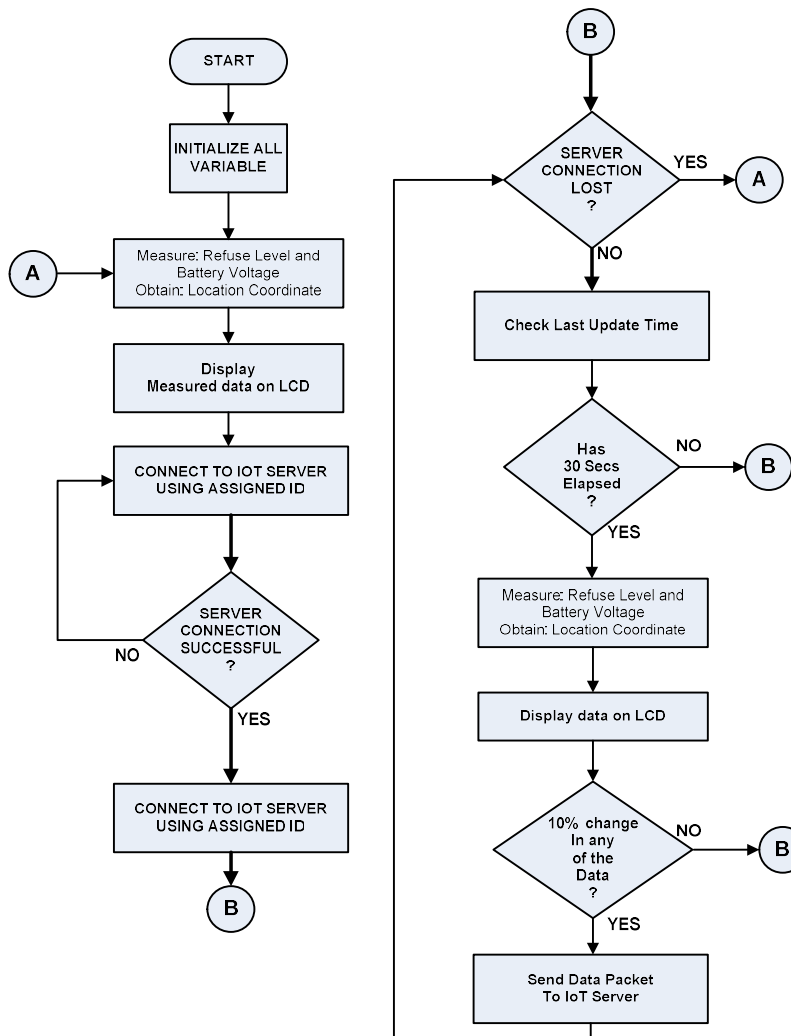 START
INITIALIZE ALL
VARIABLE
A
Measure: Refuse Level and
Battery Voltage
Obtain: Location Coordinate
Display
Measured data on LCD
CONNECT TO IOT SERVER
USING ASSIGNED ID
SERVER
CONNECTION
SUCCESSFUL
?
NO
YES
CONNECT TO IOT SERVER
USING ASSIGNED ID
B
B
SERVER
CONNECTION
LOST
?
YES
A
NO
Check Last Update Time
Has
30 Secs
Elapsed
?
NO
B
YES
Measure: Refuse Level and
Battery Voltage
Obtain: Location Coordinate
Display data on LCD
10% change
In any
of the
Data
?
NO
B
YES
Send Data Packet
To IoT Server